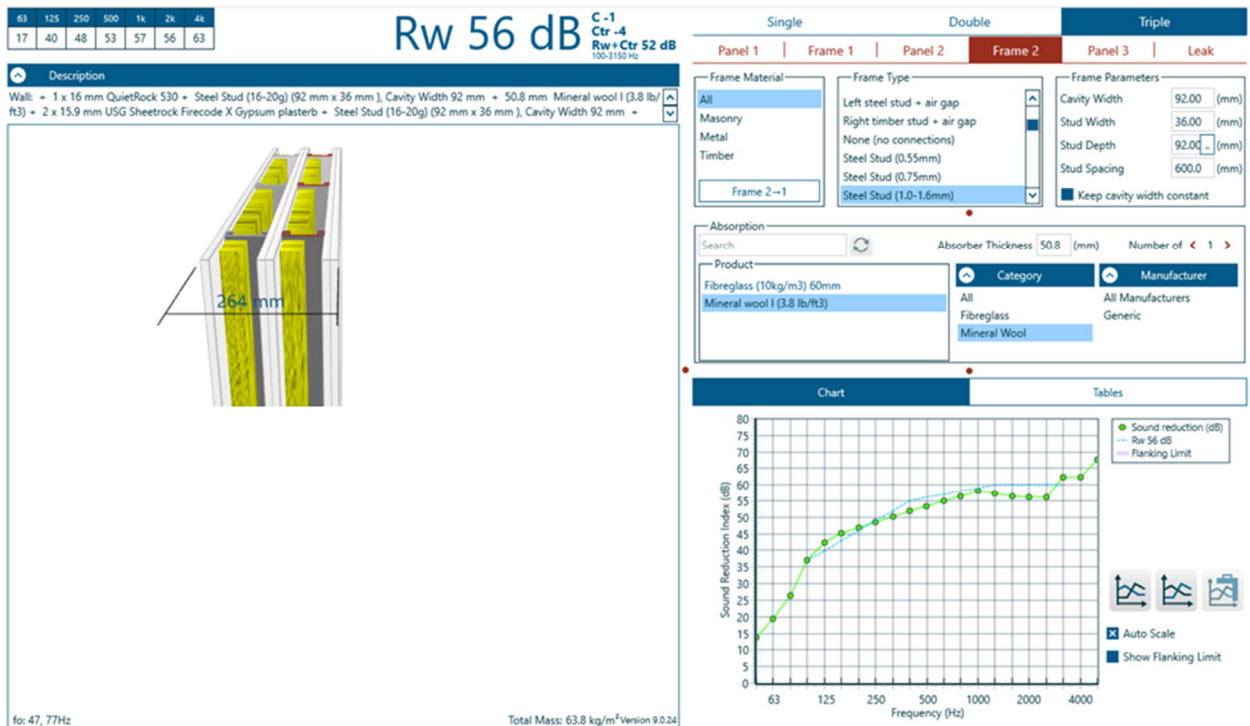 63 125 250 500 1k 2k 4k
17 40 48 53 57 56 63
Rw 56 dB
C -1
Ctr -4
Rw+Ctr 52 dB
100-3150 Hz
Description
Wall: + 1 x 16 mm QuietRock 530 + Steel Stud (16-20g) (92 mm x 36 mm ), Cavity Width 92 mm + 50.8 mm Mineral wool I (3.8 lb/
ft3) + 2 x 15.9 mm USG Sheetrock Firecode X Gypsum plasterb + Steel Stud (16-20g) (92 mm x 36 mm ), Cavity Width 92 mm +
264 mm
fo: 47, 77Hz
Total Mass: 63.8 kg/m² Version 9.0.24
Single Double Triple
Panel 1 Frame 1 Panel 2 Frame 2 Panel 3 Leak
Frame Material
All
Masonry
Metal
Timber
Frame 2→1
Frame Type
Left steel stud + air gap
Right timber stud + air gap
None (no connections)
Steel Stud (0.55mm)
Steel Stud (0.75mm)
Steel Stud (1.0-1.6mm)
Frame Parameters
Cavity Width 92.00 (mm)
Stud Width 36.00 (mm)
Stud Depth 92.00 .. (mm)
Stud Spacing 600.0 (mm)
Keep cavity width constant
Absorption
Search
Absorber Thickness 50.8 (mm) Number of < 1 >
Product
Fibreglass (10kg/m3) 60mm
Mineral wool I (3.8 lb/ft3)
Category
All
Fibreglass
Mineral Wool
Manufacturer
All Manufacturers
Generic
Chart Tables
Sound Reduction Index (dB)
80
75
70
65
60
55
50
45
40
35
30
25
20
15
10
5
0
63 125 250 500 1000 2000 4000
Frequency (Hz)
Sound reduction (dB)
Rw 56 dB
Flanking Limit
Auto Scale
Show Flanking Limit